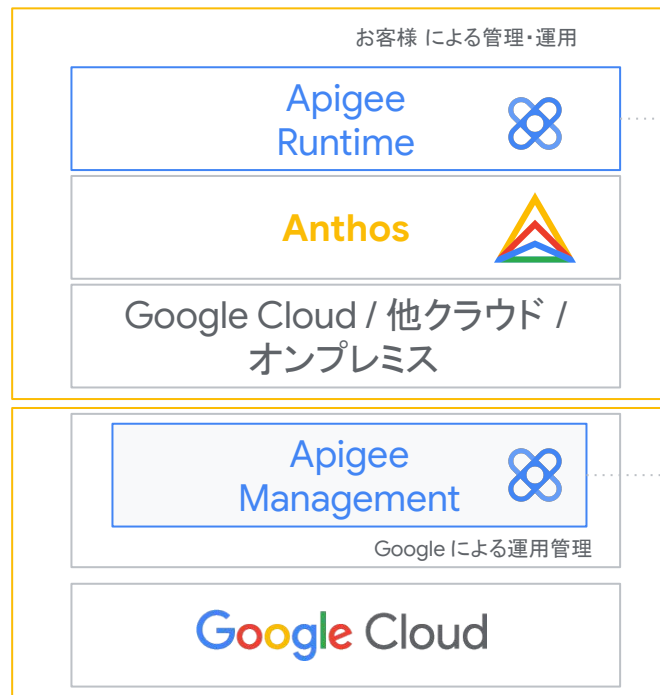 お客様 による管理・運用
Apigee
Runtime
Anthos
Google Cloud / 他クラウド /
オンプレミス
Apigee
Management
Google による運用管理
Google Cloud